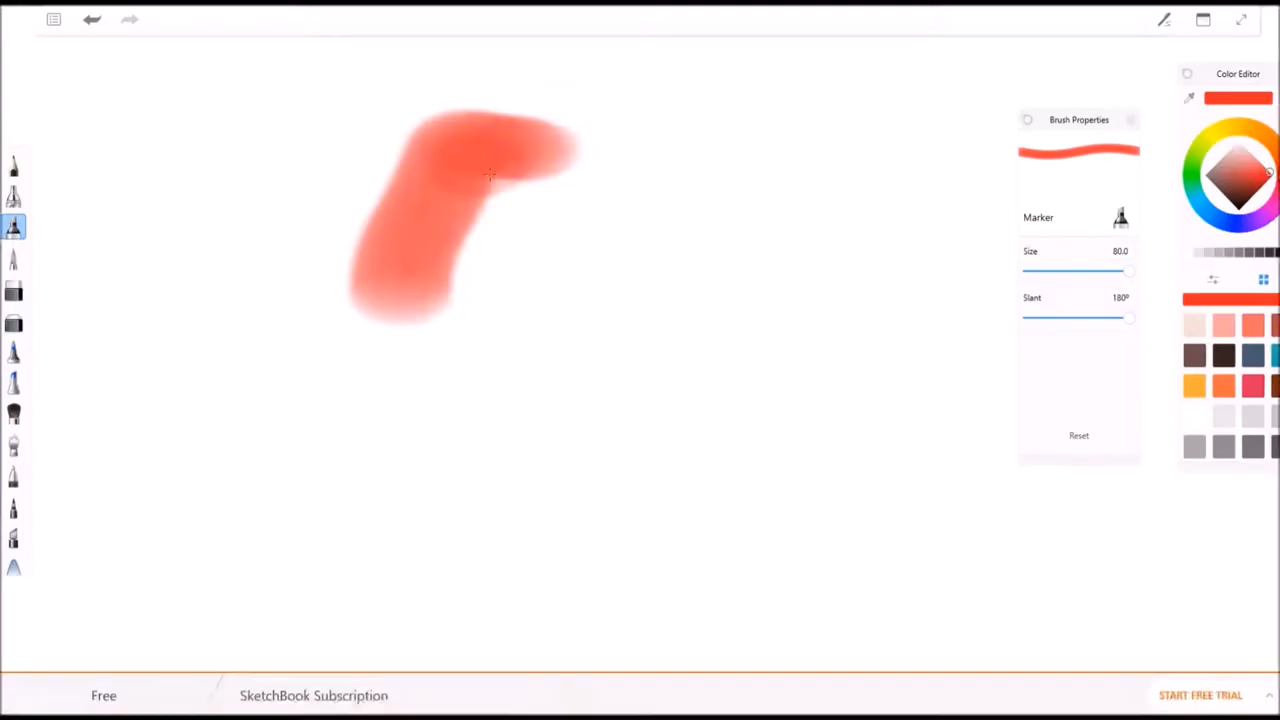 Color Editor
Brush Properties
Marker
Size 80.0
Slant 180º
Reset
Free
SketchBook Subscription
START FREE TRIAL